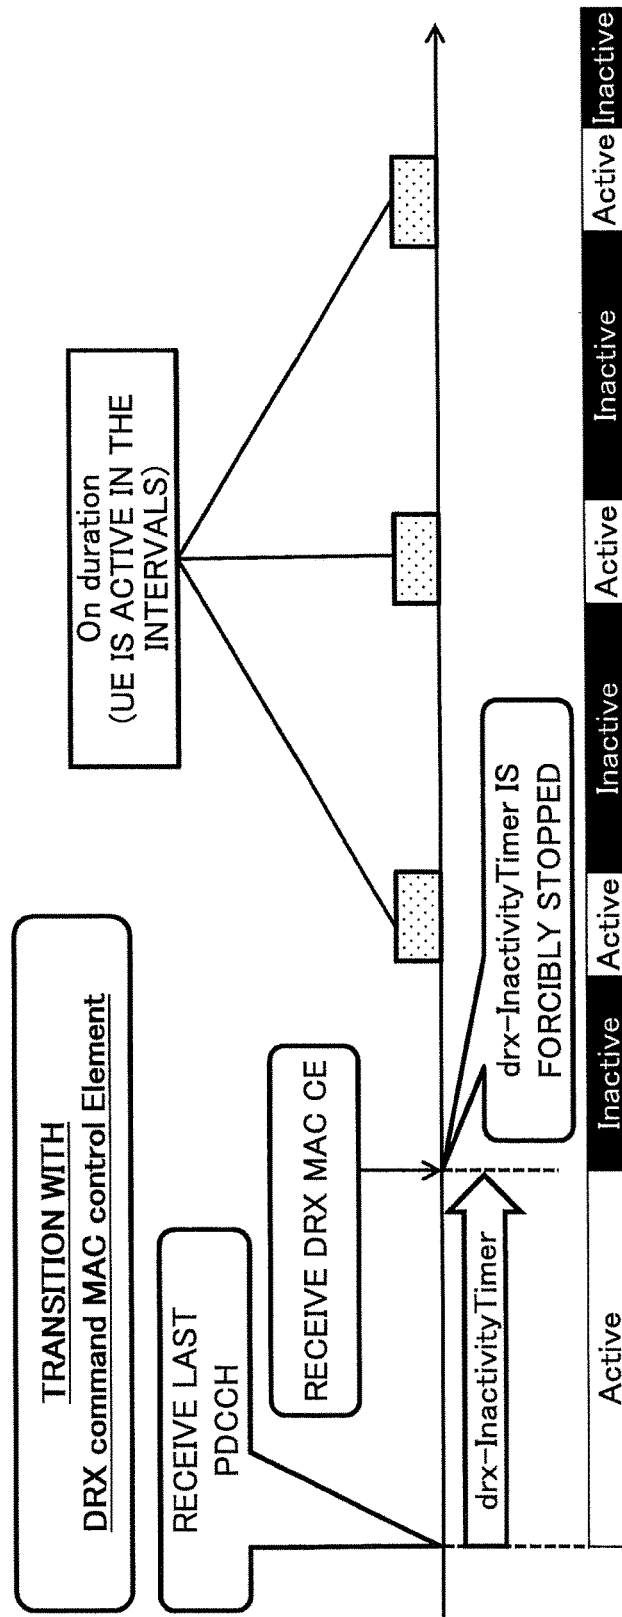 TRANSITION WITH
DRX command MAC control Element
RECEIVE LAST
PDCCH
RECEIVE DRX MAC CE
On duration
(UE IS ACTIVE IN THE
INTERVALS)
drx-InactivityTimer
drx-InactivityTimer IS
FORCIBLY STOPPED
Active
Inactive
Active
Inactive
Active
Inactive
Active
Inactive